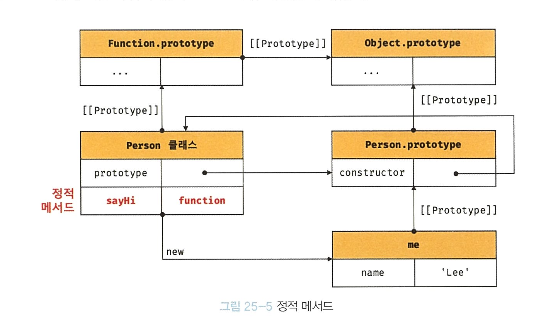 Function.prototype
[[Prototype]]
Object.prototype
...
...
[[Prototype]]
[[Prototype]]
Person 클래스
Person.prototype
prototype
constructor
정적
메서드
sayHi
function
[[Prototype]]
new
me
name
'Lee'
그림 25-5 정적 메서드